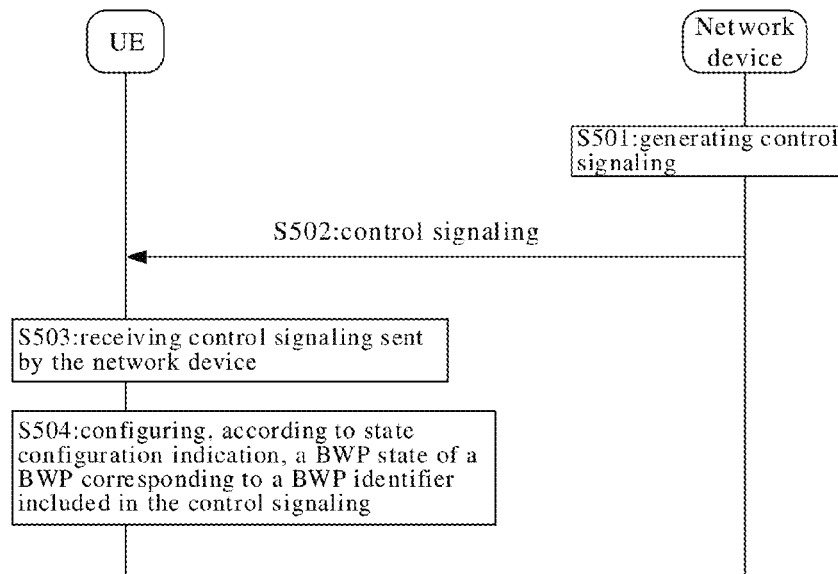 UE
Network
device
S501:generating control
signaling
S502:control signaling
S503:receiving control signaling sent
by the network device
S504:configuring, according to state
configuration indication, a BWP state of a
BWP corresponding to a BWP identifier
included in the control signaling